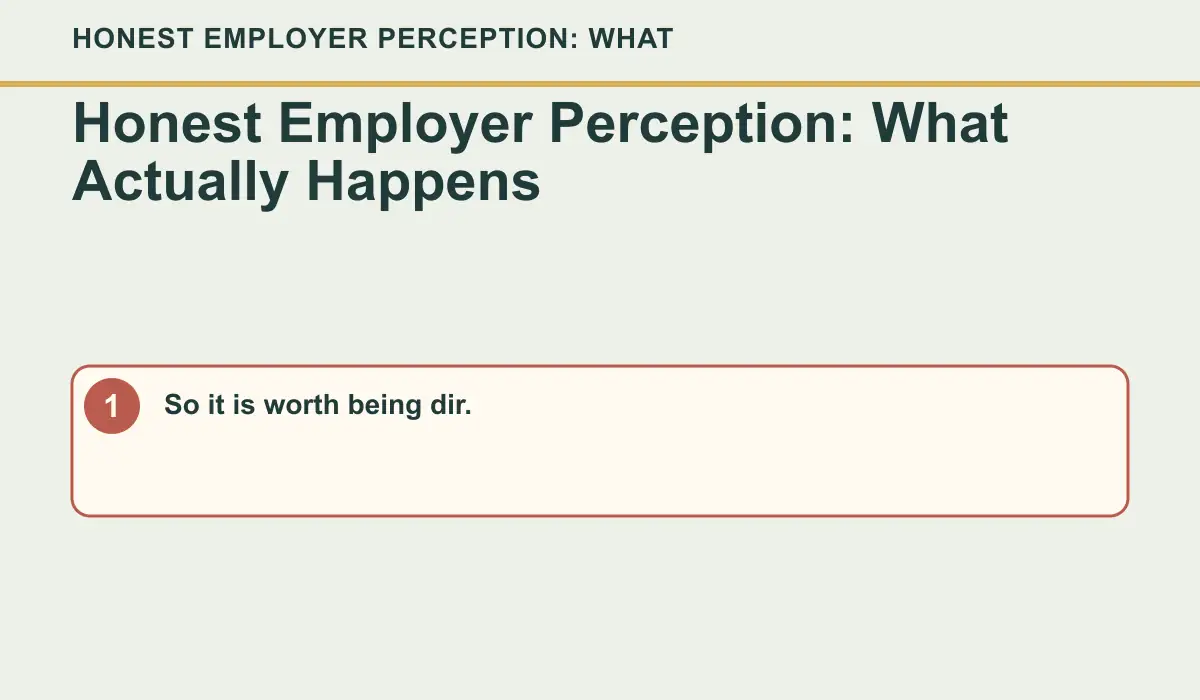 HONEST EMPLOYER PERCEPTION: WHAT
Honest Employer Perception: What
Actually Happens
1
So it is worth being dir.